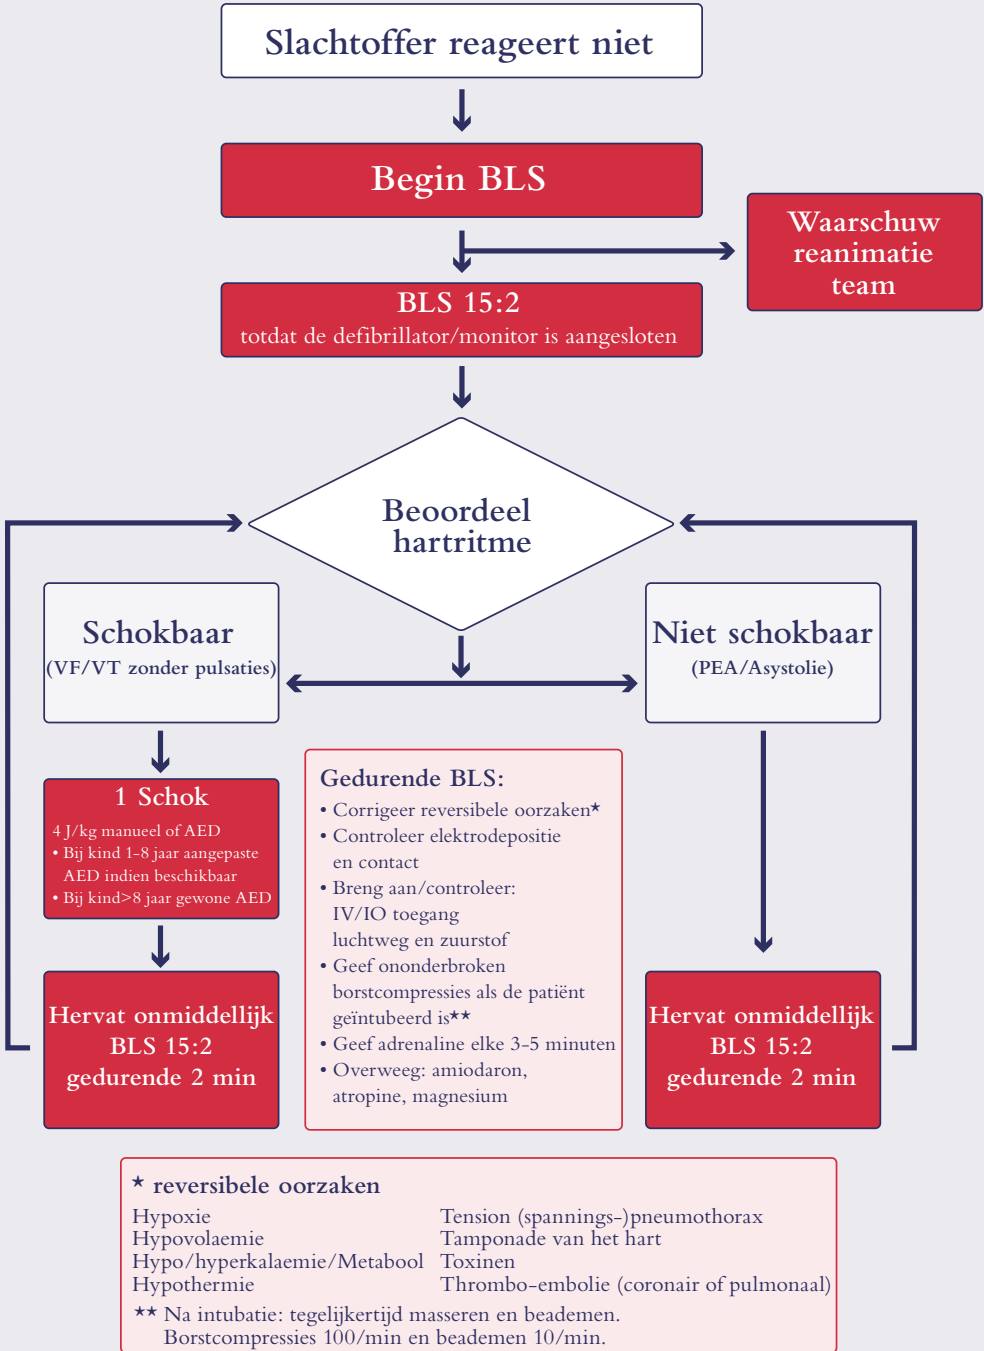 Slachtoffer reageert niet
Begin BLS
Waarschuw
reanimatie
team
BLS 15:2
totdat de defibrillator/monitor is aangesloten
Beoordeel
hartritme
Schokbaar
(VF/VT zonder pulsaties)
Niet schokbaar
(PEA/Asystolie)
1 Schok
4 J/kg manueel of AED
• Bij kind 1-8 jaar aangepaste
AED indien beschikbaar
• Bij kind>8 jaar gewone AED
Hervat onmiddellijk
BLS 15:2
gedurende 2 min
Gedurende BLS:
• Corrigeer reversibele oorzaken★
• Controleer elektrodepositie
en contact
• Breng aan/controleer:
IV/IO toegang
luchtweg en zuurstof
• Geef ononderbroken
borstcompressies als de patiënt
geïntubeerd is★★
• Geef adrenaline elke 3-5 minuten
• Overweeg: amiodaron,
atropine, magnesium
Hervat onmiddellijk
BLS 15:2
gedurende 2 min
★ reversibele oorzaken
Hypoxie
Hypovolaemie
Hypo/hyperkalaemie/Metabool
Hypothermie
Tension (spannings-)pneumothorax
Tamponade van het hart
Toxinen
Thrombo-embolie (coronair of pulmonaal)
★★ Na intubatie: tegelijkertijd masseren en beademen.
Borstcompressies 100/min en beademen 10/min.